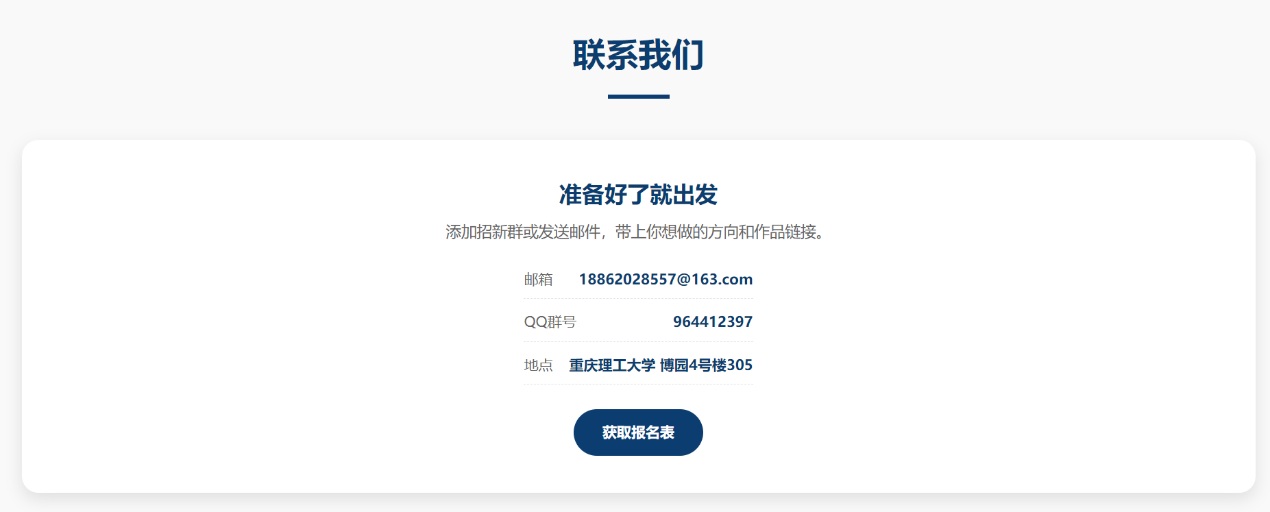 联系我们
准备好了就出发
添加招新群或发送邮件，带上你想做的方向和作品链接。
邮箱 18862028557@163.com
QQ群号 964412397
地点 重庆理工大学 博园4号楼305
获取报名表